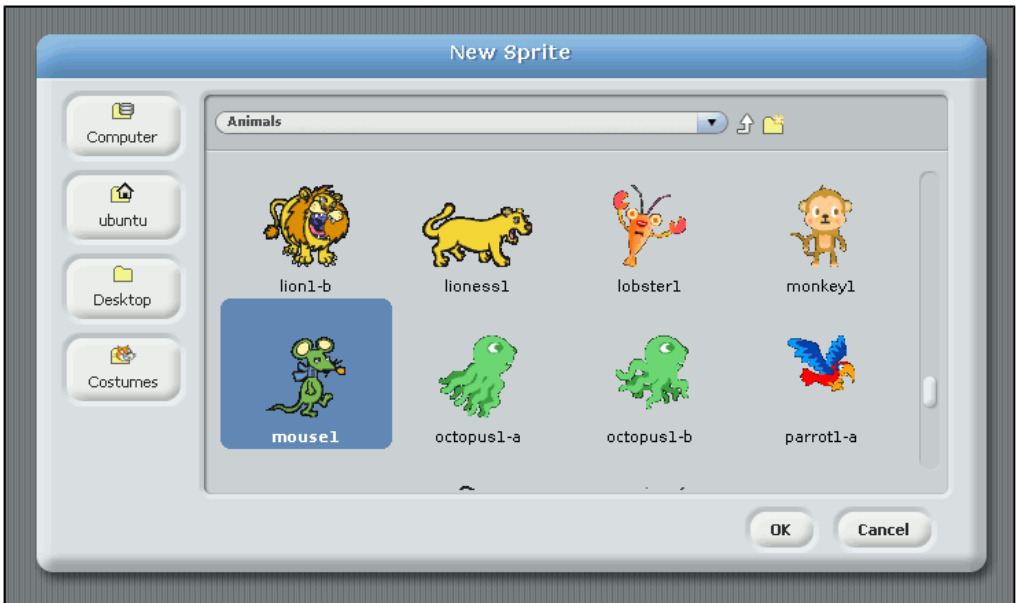 New Sprite
Computer
ubuntu
Desktop
Costumes
Animals
lion1-b
lioness1
lobster1
monkey1
mouse1
octopus1-a
octopus1-b
parrot1-a
OK
Cancel